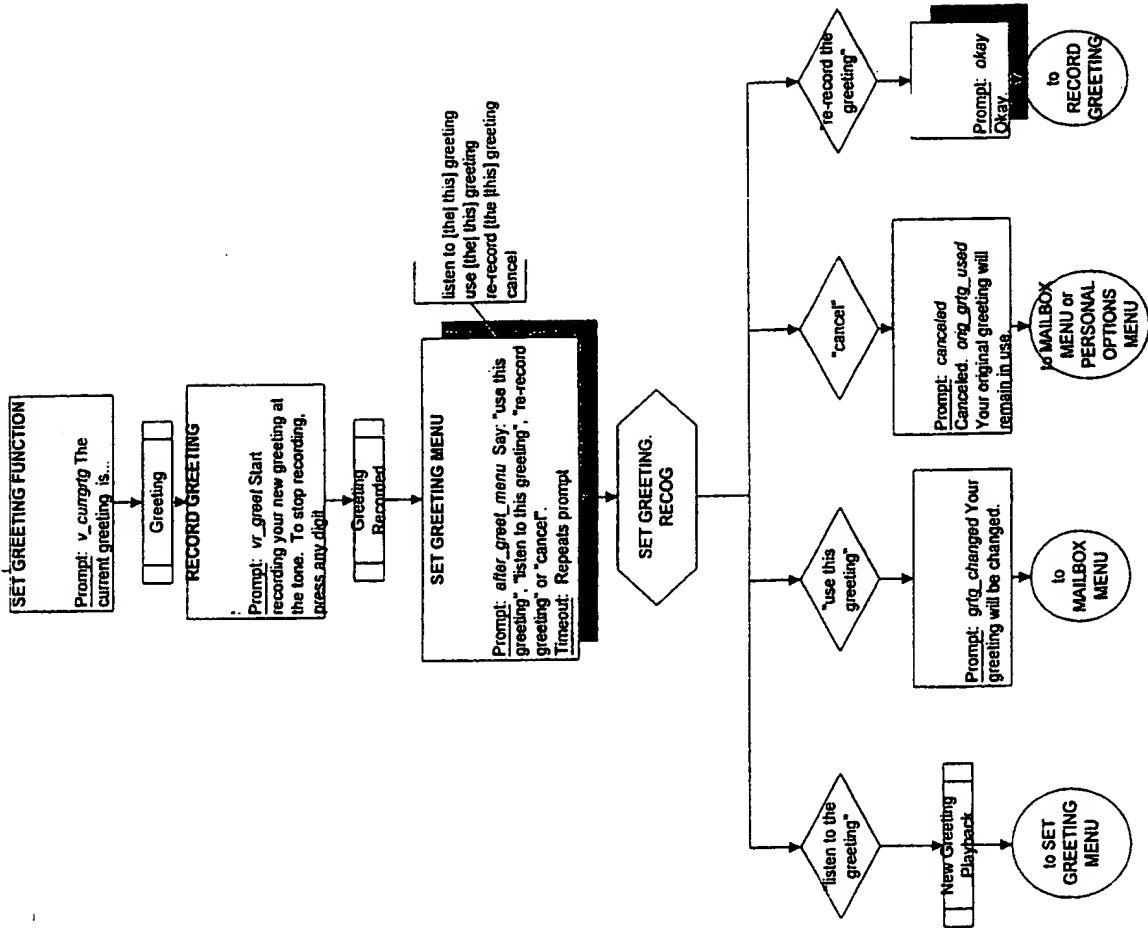 SET GREETING FUNCTION
Prompt: v_currgrtg The
current greeting is...
Greeting
RECORD GREETING
Prompt: vr_greet Start
recording your new greeting at
the tone. To stop recording,
press any digit
Greeting
Recorded
SET GREETING MENU
Prompt: after_greet_menu Say: "use this
greeting", "listen to this greeting", "re-record
greeting" or "cancel".
Timeout: Repeats prompt
listen to [the| this] greeting
use [the| this] greeting
re-record [the |this] greeting
cancel
SET GREETING.
RECOG
"listen to the
greeting"
New Greeting
Playback
to SET
GREETING
MENU
"use this
greeting"
Prompt: grtg_changed Your
greeting will be changed.
to
MAILBOX
MENU
"cancel"
Prompt: canceled
Canceled. orig_grtg_used
Your original greeting will
remain in use.
to MAILBOX
MENU or
PERSONAL
OPTIONS
MENU
"re-record the
greeting"
Prompt: okay
Okay.
to
RECORD
GREETING